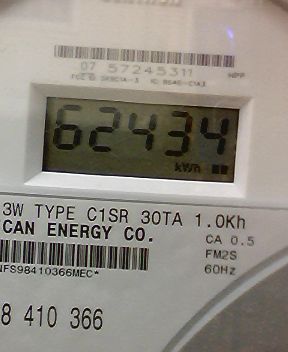 07 57245311
62434
kWh
3W TYPE C1SR 30TA 1.0Kh
CAN ENERGY CO.
CA 0.5
FM2S
60Hz
NFS98410366MEC*
8 410 366